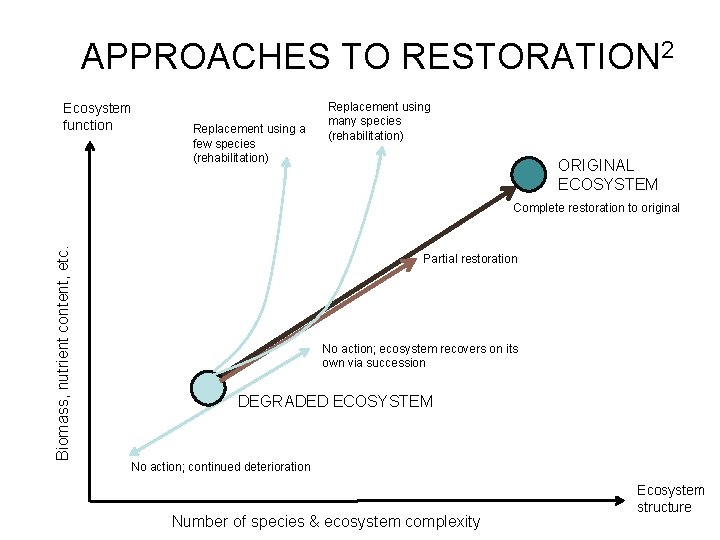 APPROACHES TO RESTORATION²
Ecosystem
function
Replacement using a
few species
(rehabilitation)
Replacement using
many species
(rehabilitation)
ORIGINAL
ECOSYSTEM
Complete restoration to original
Partial restoration
Biomass, nutrient content, etc.
No action; ecosystem recovers on its
own via succession
DEGRADED ECOSYSTEM
No action; continued deterioration
Ecosystem
structure
Number of species & ecosystem complexity